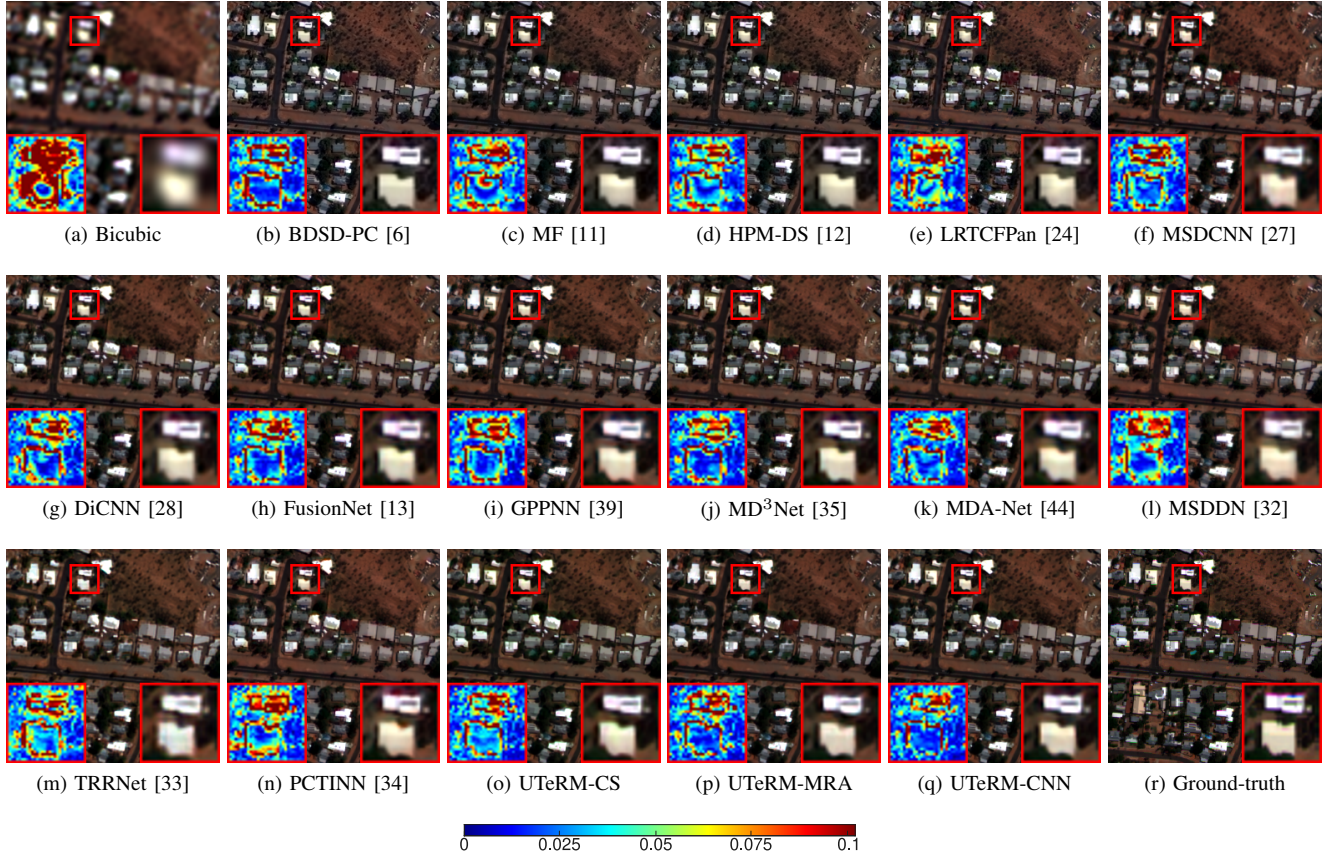 (a) Bicubic (b) BDSD-PC [6] (c) MF [11] (d) HPM-DS [12] (e) LRTCFPan [24] (f) MSDCNN [27]
(g) DiCNN [28] (h) FusionNet [13] (i) GPPNN [39] (j) MD³Net [35] (k) MDA-Net [44] (l) MSDDN [32]
(m) TRRNet [33] (n) PCTINN [34] (o) UTeRM-CS (p) UTeRM-MRA (q) UTeRM-CNN (r) Ground-truth
0 0.025 0.05 0.075 0.1